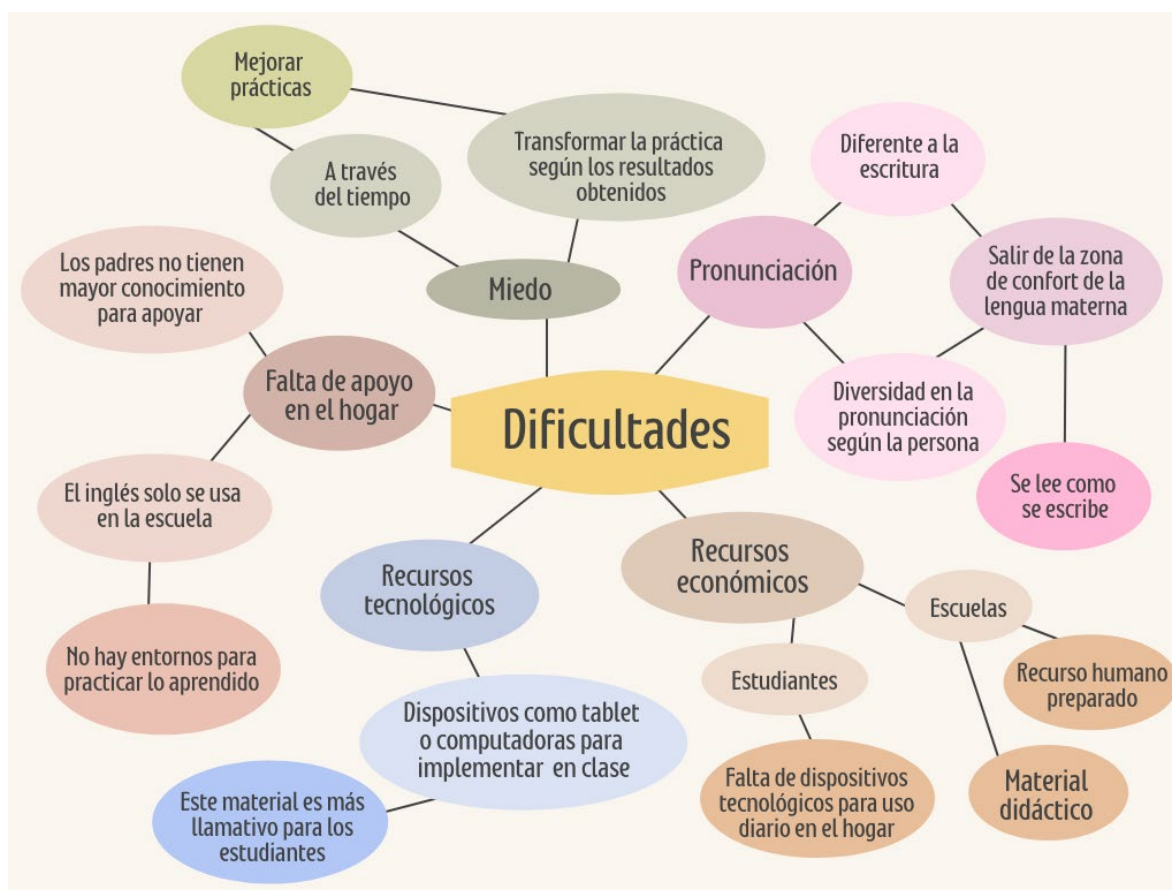 Mejorar
prácticas
A través
del tiempo
Transformar la práctica
según los resultados
obtenidos
Miedo
Diferente a la
escritura
Pronunciación
Salir de la zona
de confort de la
lengua materna
Diversidad en la
pronunciación
según la persona
Se lee como
se escribe
Los padres no tienen
mayor conocimiento
para apoyar
Falta de apoyo
en el hogar
El inglés solo se usa
en la escuela
No hay entornos para
practicar lo aprendido
Dificultades
Recursos
tecnológicos
Dispositivos como tablet
o computadoras para
implementar en clase
Este material es más
llamativo para los
estudiantes
Recursos
económicos
Estudiantes
Falta de dispositivos
tecnológicos para uso
diario en el hogar
Escuelas
Recurso humano
preparado
Material
didáctico